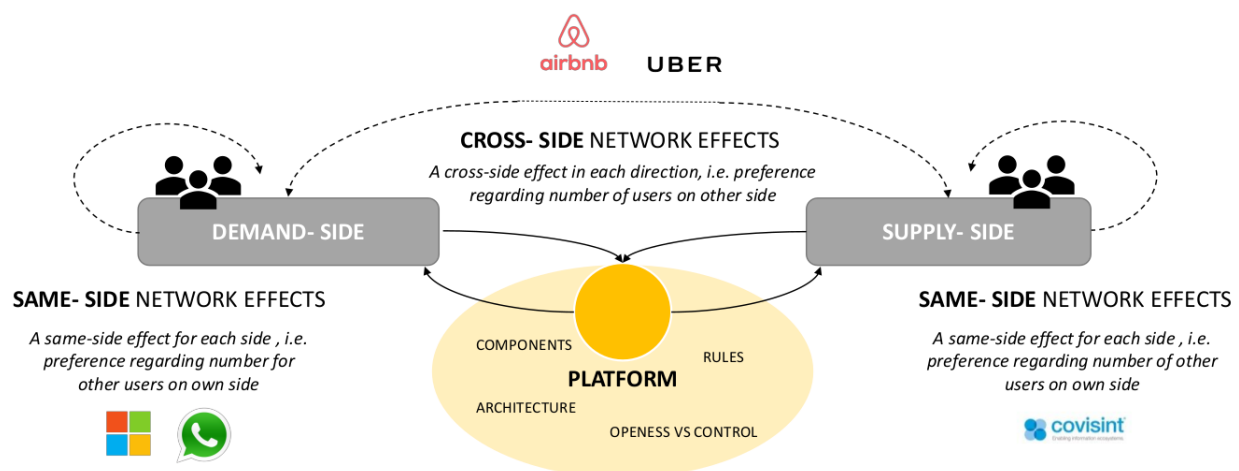 airbnb
UBER
CROSS- SIDE NETWORK EFFECTS
A cross-side effect in each direction, i.e. preference
regarding number of users on other side
DEMAND- SIDE
SUPPLY- SIDE
SAME- SIDE NETWORK EFFECTS
A same-side effect for each side , i.e.
preference regarding number for
other users on own side
COMPONENTS
RULES
PLATFORM
ARCHITECTURE
OPENESS VS CONTROL
SAME- SIDE NETWORK EFFECTS
A same-side effect for each side , i.e.
preference regarding number of other
users on own side
covisint
Enabling information ecosystems